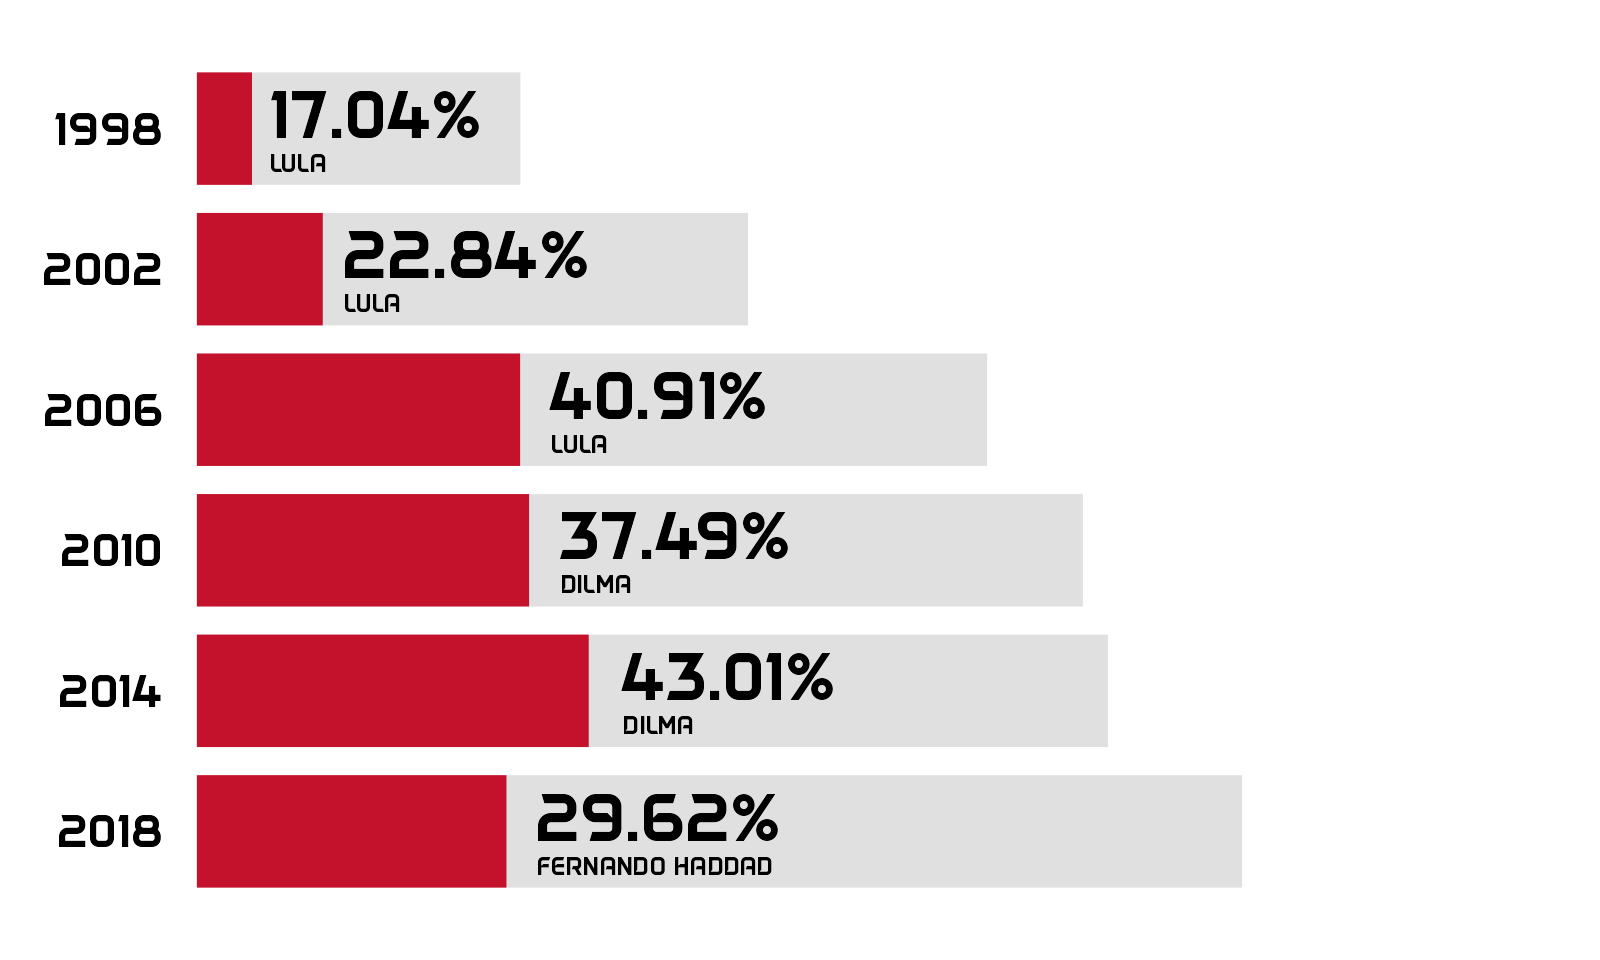 1998
17.04%
LULA
2002
22.84%
LULA
2006
40.91%
LULA
2010
37.49%
DILMA
2014
43.01%
DILMA
2018
29.62%
FERNANDO HADDAD